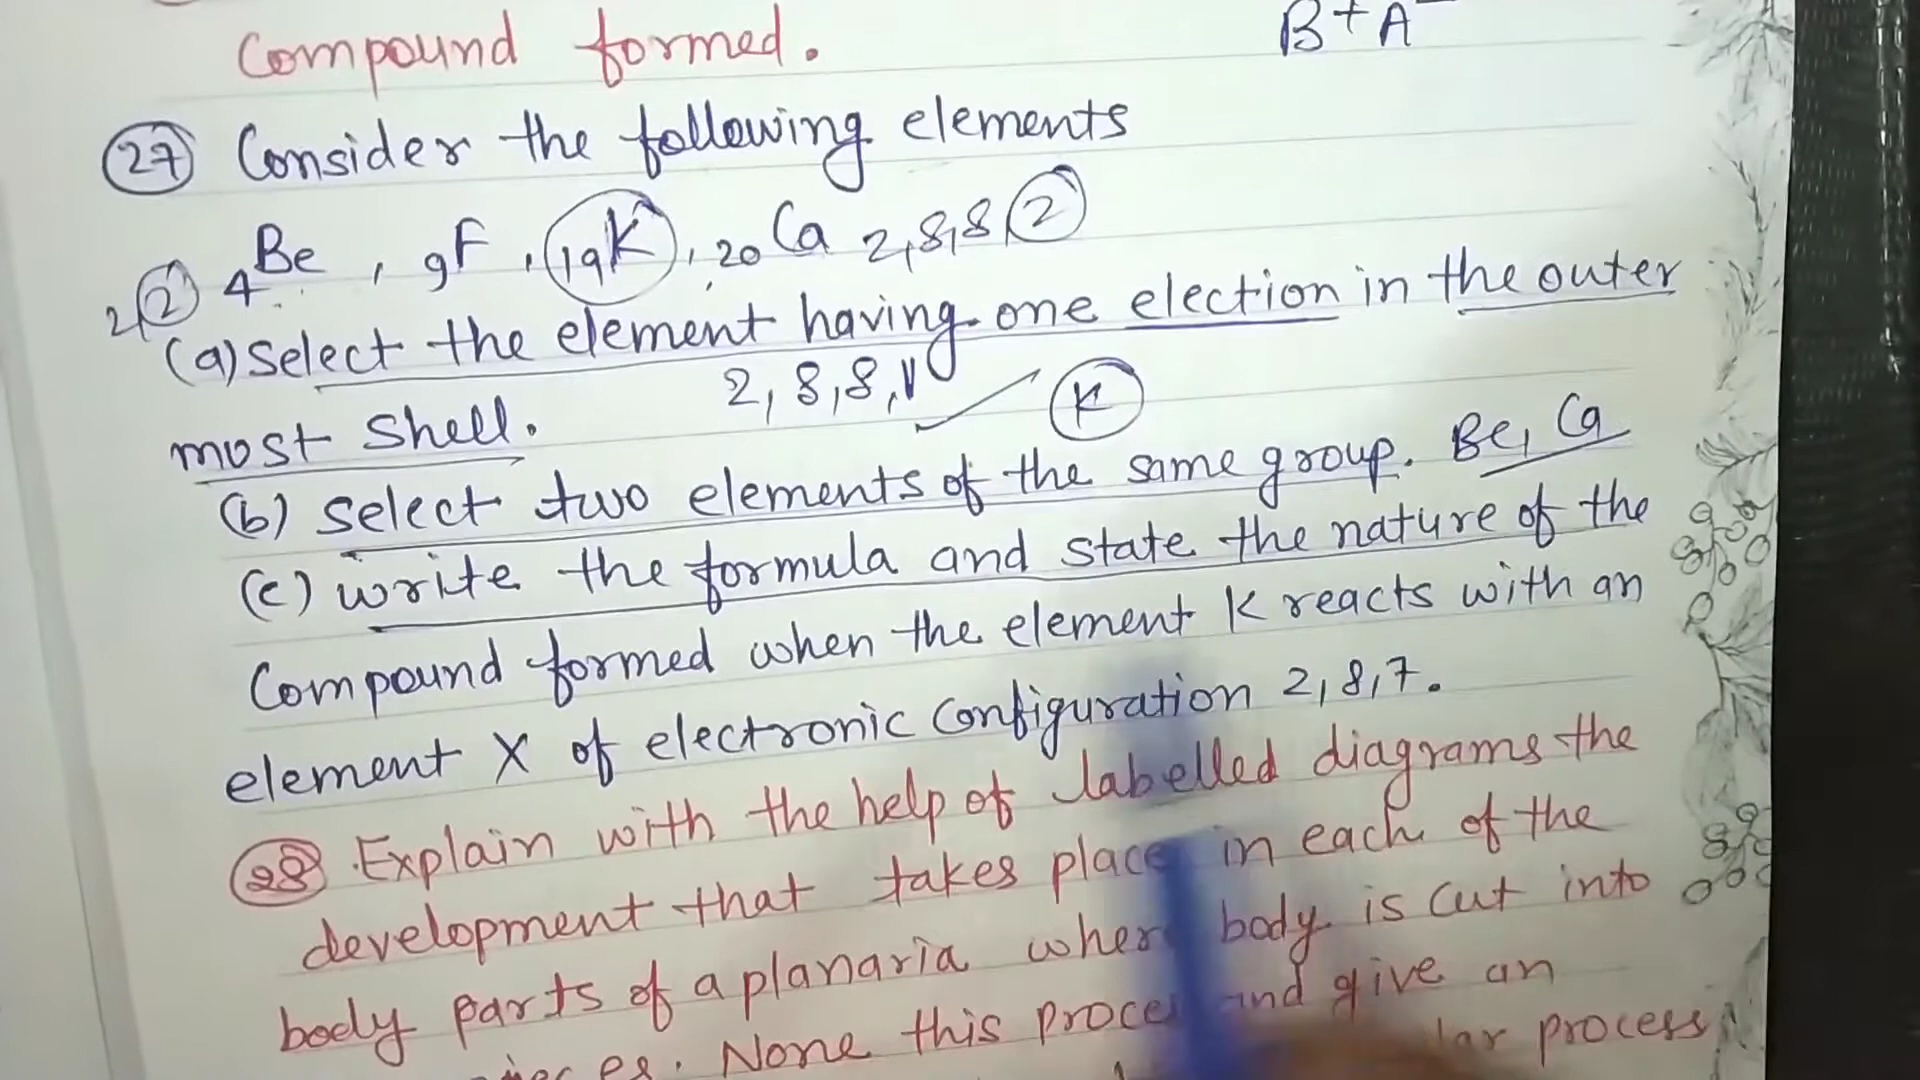 Compound formed.
B+A-
(27) Consider the following elements
4Be , 9F , 19K , 20Ca 2,8,8,2
2,2
(a) Select the element having one election in the outer
2,8,8,1 K
most shell.
(b) Select two elements of the same group. Be, Ca
(c) write the formula and state the nature of the
Compound formed when the element K reacts with an
element X of electronic Configuration 2,8,7.
(28) Explain with the help of labelled diagrams the
development that takes place in each of the
body parts of a planaria where body is cut into
None this and give an
process